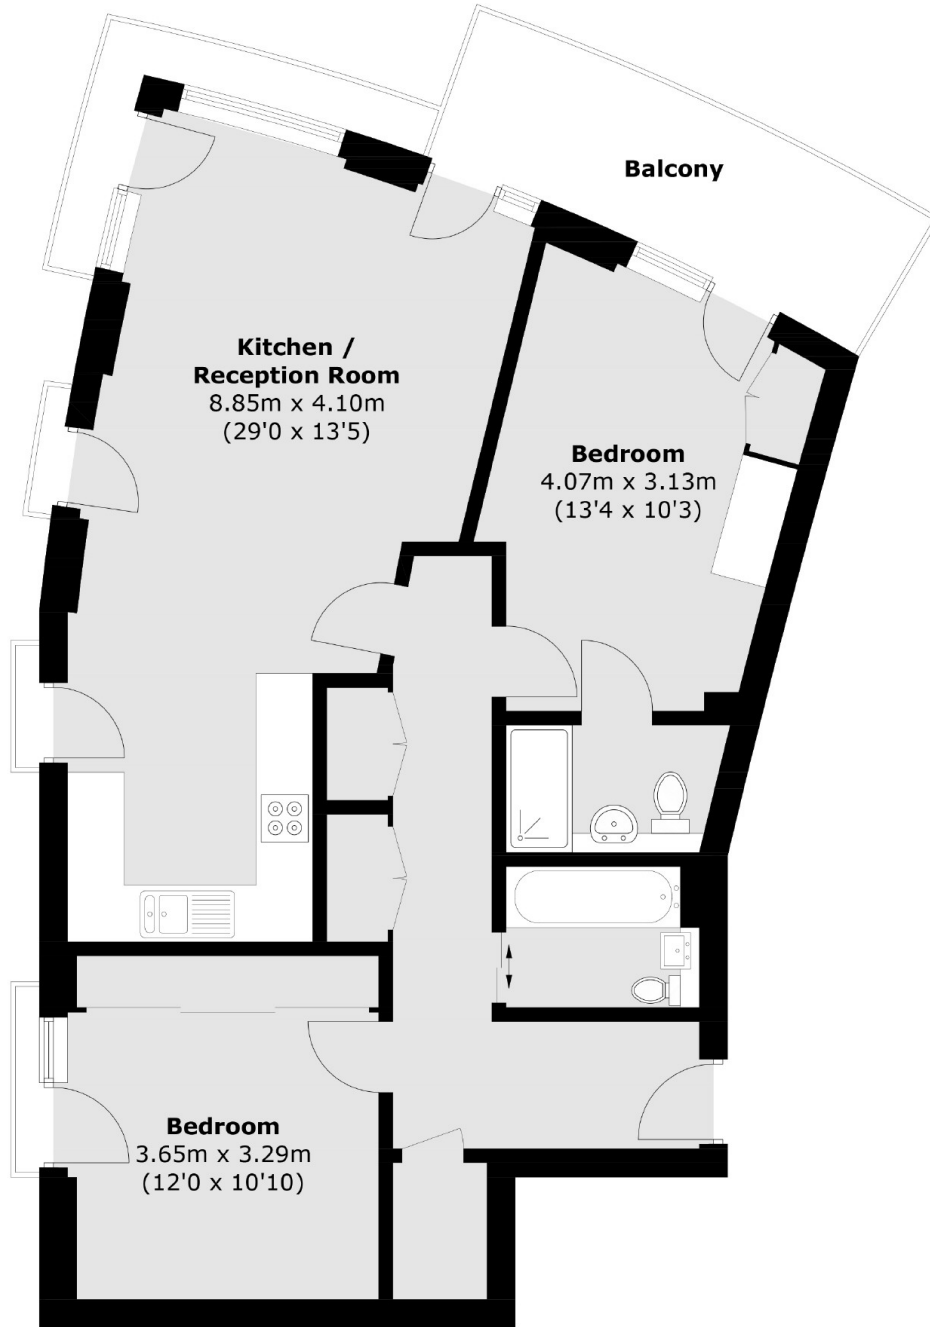 Balcony
Kitchen /
Reception Room
8.85m x 4.10m
(29'0 x 13'5)
Bedroom
4.07m x 3.13m
(13'4 x 10'3)
Bedroom
3.65m x 3.29m
(12'0 x 10'10)